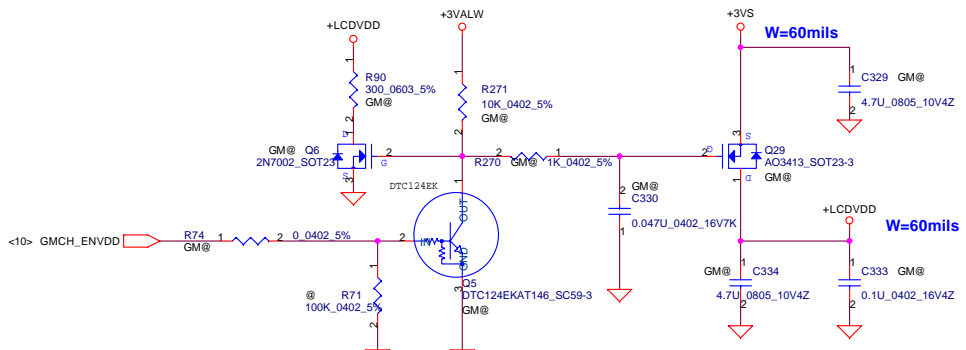 +LCDVDD
+3VALW
+3VS
W=60mils
1
R90
300_0603_5%
GM@
2
1
R271
10K_0402_5%
GM@
2
1
C329 GM@
4.7U_0805_10V4Z
2
GM@ Q6
2N7002_SOT23
1
D
G
2
S
3
R270 GM@
2
1
1K_0402_5%
2
G
S
3
Q29
AO3413_SOT23-3
GM@
D
1
DTC124EK
1
OUT
IN
2
GND
3
Q5
DTC124EKAT146_SC59-3
GM@
2
GM@
C330
0.047U_0402_16V7K
1
+LCDVDD
W=60mils
<10> GMCH_ENVDD
R74
1
2
0_0402_5%
GM@
@
1
R71
100K_0402_5%
2
GM@
1
C334
4.7U_0805_10V4Z
2
1
C333 GM@
0.1U_0402_16V4Z
2